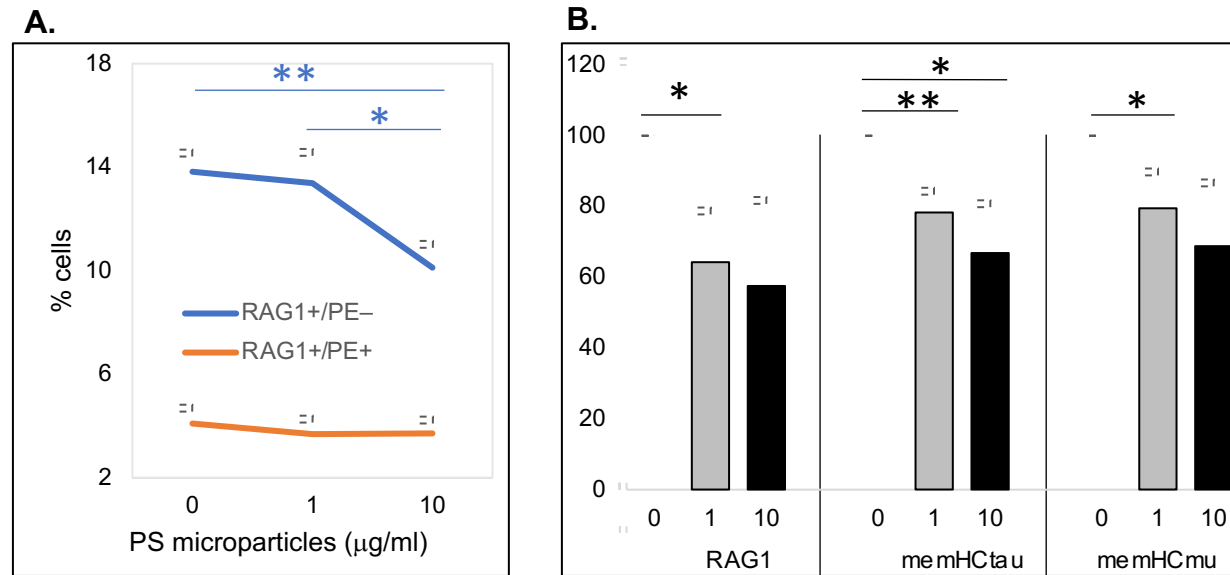 A.
18
14
10
6
2
% cells
**
*
RAG1+/PE–
RAG1+/PE+
0 1 10
PS microparticles (μg/ml)
B.
120
100
80
60
40
20
0
*
*
**
*
0 1 10 0 1 10 0 1 10
RAG1 memHCtau memHCmu